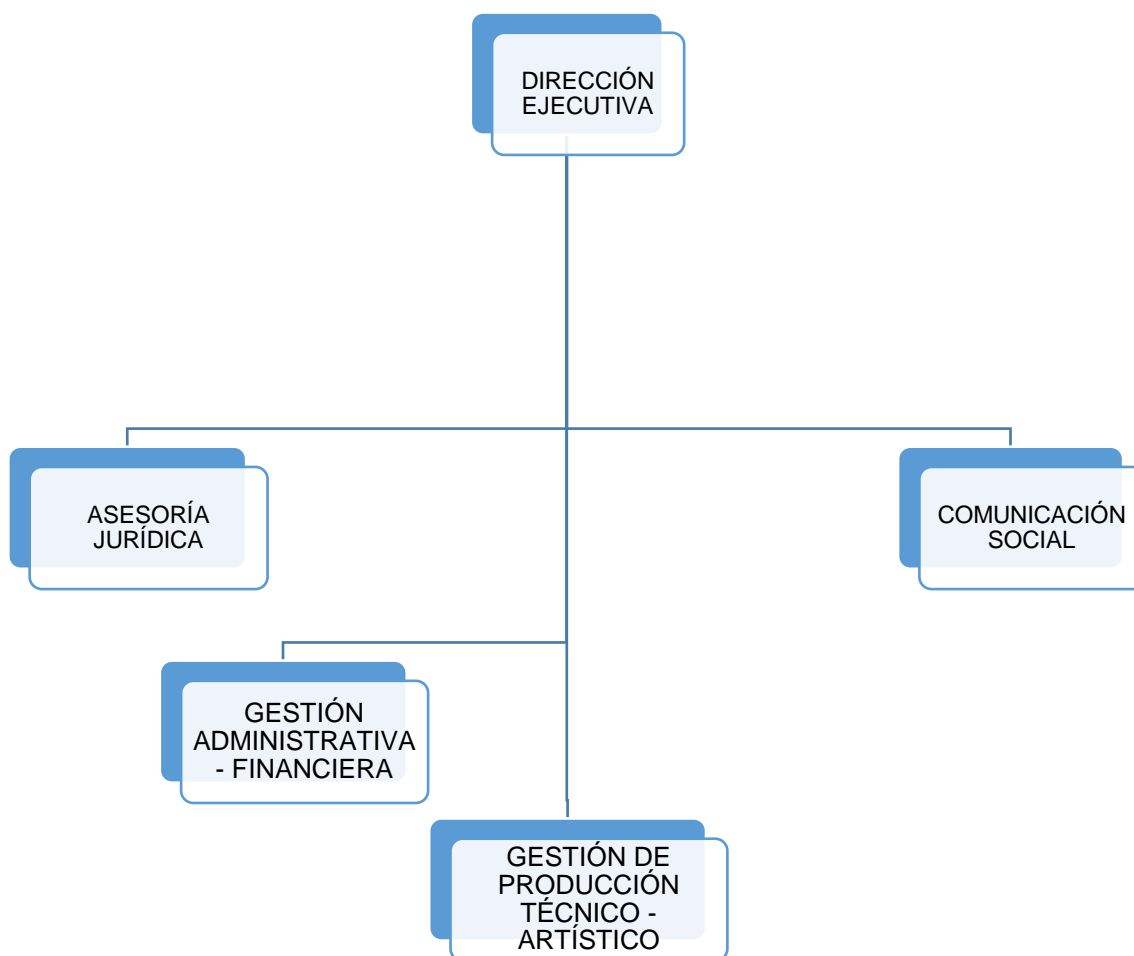 DIRECCIÓN
EJECUTIVA
ASESORÍA
JURÍDICA
COMUNICACIÓN
SOCIAL
GESTIÓN
ADMINISTRATIVA
- FINANCIERA
GESTIÓN DE
PRODUCCIÓN
TÉCNICO -
ARTÍSTICO